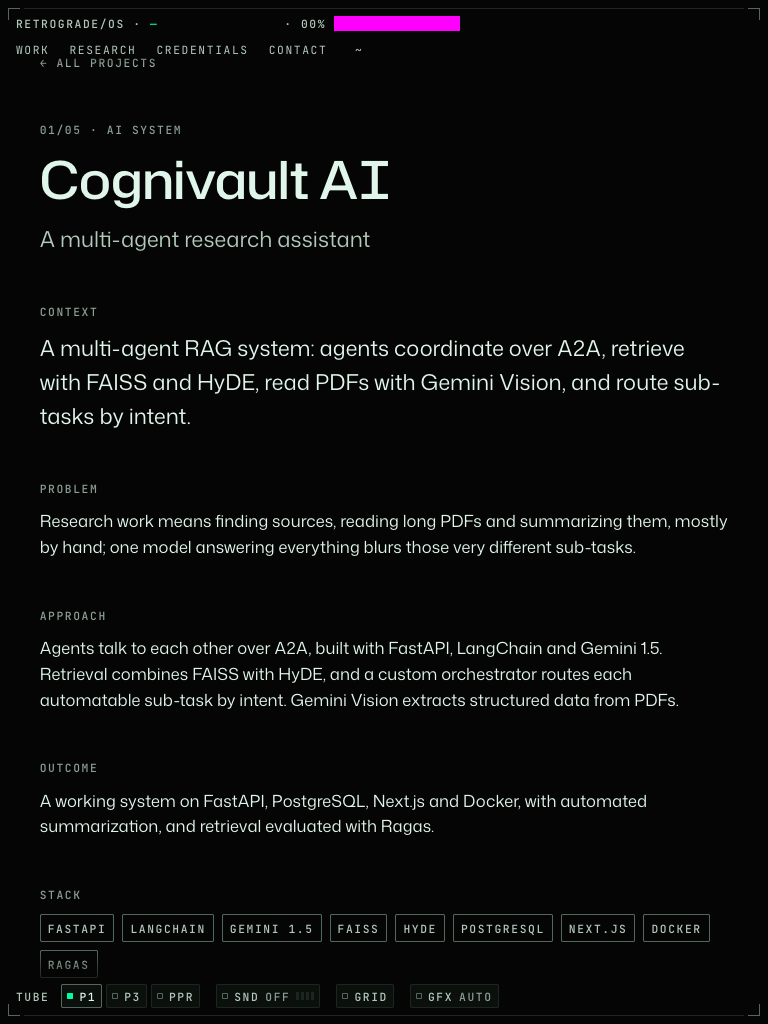 RETROGRADE/OS · — · 00%
WORK RESEARCH CREDENTIALS CONTACT ~
← ALL PROJECTS
01/05 · AI SYSTEM
Cognivault AI
A multi-agent research assistant
CONTEXT
A multi-agent RAG system: agents coordinate over A2A, retrieve
with FAISS and HyDE, read PDFs with Gemini Vision, and route sub-
tasks by intent.
PROBLEM
Research work means finding sources, reading long PDFs and summarizing them, mostly
by hand; one model answering everything blurs those very different sub-tasks.
APPROACH
Agents talk to each other over A2A, built with FastAPI, LangChain and Gemini 1.5.
Retrieval combines FAISS with HyDE, and a custom orchestrator routes each
automatable sub-task by intent. Gemini Vision extracts structured data from PDFs.
OUTCOME
A working system on FastAPI, PostgreSQL, Next.js and Docker, with automated
summarization, and retrieval evaluated with Ragas.
STACK
FASTAPI LANGCHAIN GEMINI 1.5 FAISS HYDE POSTGRESQL NEXT.JS DOCKER
RAGAS
TUBE P1 P3 PPR SND OFF GRID GFX AUTO